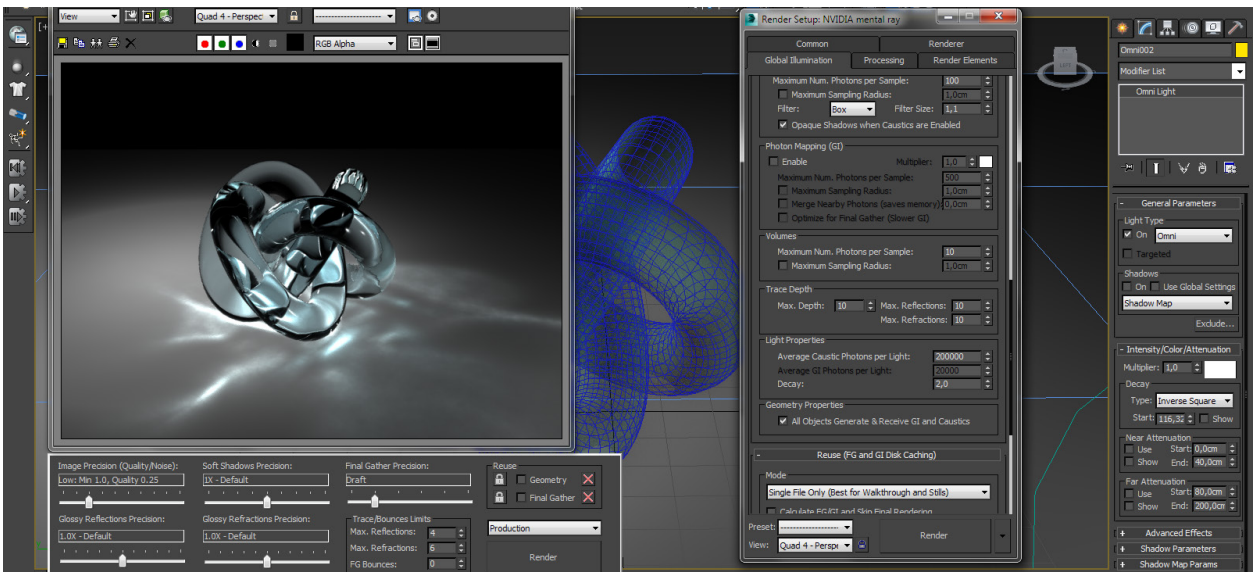 View
Quad 4 - Perspec
RGB Alpha
Image Precision (Quality/Noise):
Low: Min 1.0, Quality 0.25
Soft Shadows Precision:
1X - Default
Final Gather Precision:
Draft
Reuse
Geometry
Final Gather
Glossy Reflections Precision:
1.0X - Default
Glossy Refractions Precision:
1.0X - Default
Trace/Bounces Limits
Max. Reflections: 4
Max. Refractions: 6
FG Bounces: 0
Production
Render
Render Setup: NVIDIA mental ray
Common Renderer
Global Illumination Processing Render Elements
Maximum Num. Photons per Sample: 100
Maximum Sampling Radius: 1,0cm
Filter: Box Filter Size: 1,1
Opaque Shadows when Caustics are Enabled
Photon Mapping (GI)
Enable Multiplier: 1,0
Maximum Num. Photons per Sample: 500
Maximum Sampling Radius: 1,0cm
Merge Nearby Photons (saves memory): 0,0cm
Optimize for Final Gather (Slower GI)
Volumes
Maximum Num. Photons per Sample: 10
Maximum Sampling Radius: 1,0cm
Trace Depth
Max. Depth: 10 Max. Reflections: 10
Max. Refractions: 10
Light Properties
Average Caustic Photons per Light: 200000
Average GI Photons per Light: 20000
Decay: 2,0
Geometry Properties
All Objects Generate & Receive GI and Caustics
- Reuse (FG and GI Disk Caching)
Mode
Single File Only (Best for Walkthrough and Stills)
Calculate FG/GI and Skip Final Rendering
Preset:
View: Quad 4 - Perspe
Render
Omni002
Modifier List
Omni Light
- General Parameters
Light Type
On Omni
Targeted
Shadows
On Use Global Settings
Shadow Map
Exclude...
- Intensity/Color/Attenuation
Multiplier: 1,0
Decay
Type: Inverse Square
Start: 116,32 Show
Near Attenuation
Use Start: 0,0cm
Show End: 40,0cm
Far Attenuation
Use Start: 80,0cm
Show End: 200,0cm
+ Advanced Effects
+ Shadow Parameters
+ Shadow Map Params